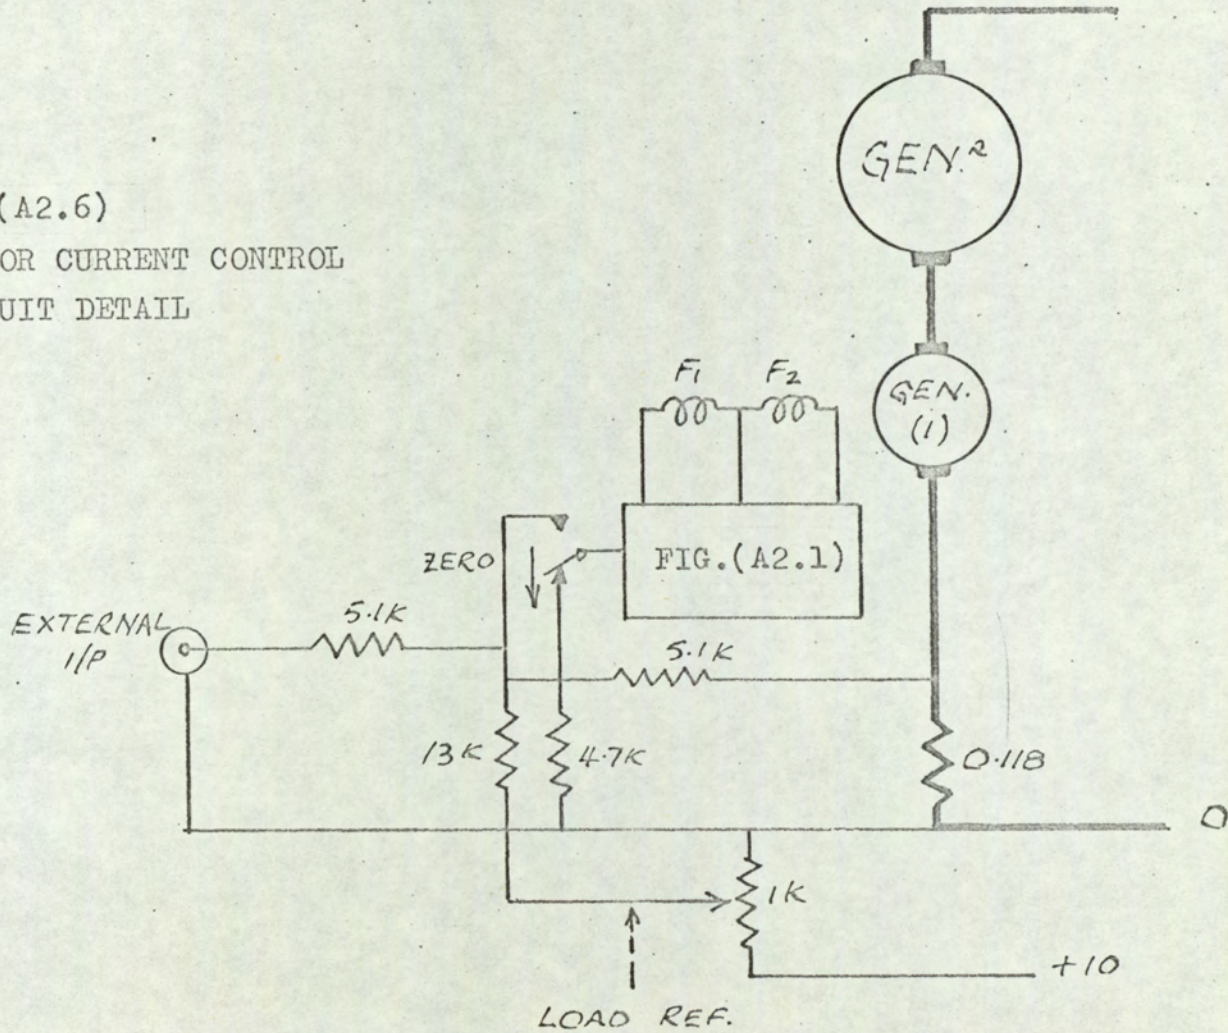 (A2.6)
OR CURRENT CONTROL
UIT DETAIL
GEN.
GEN.
(1)
F1
F2
ZERO
FIG.(A2.1)
EXTERNAL
I/P
5.1K
5.1K
13K
4.7K
0.118
0
1K
+10
LOAD REF.